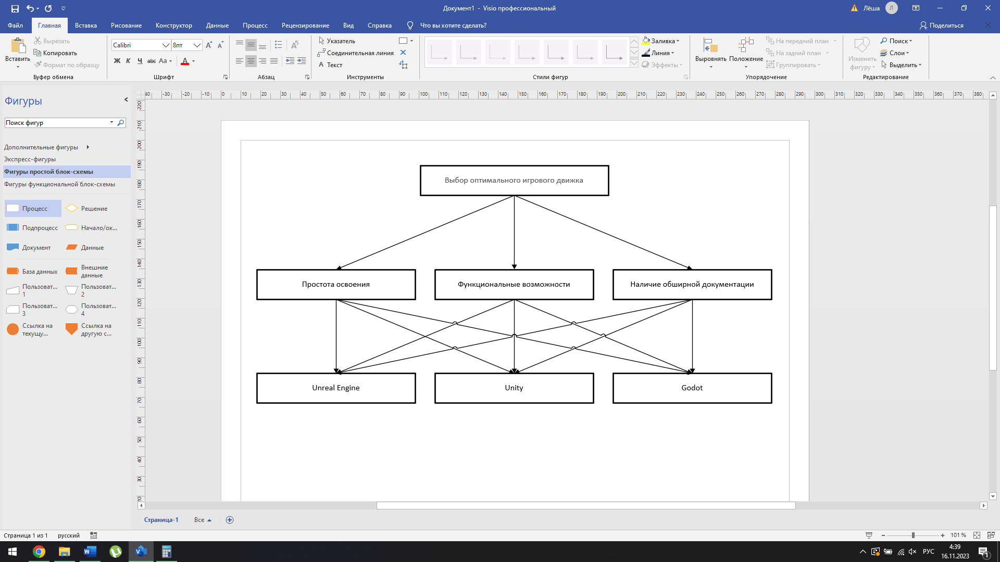 Документ1 - Visio профессиональный
Лёша
Л
Файл
Главная
Вставка
Рисование
Конструктор
Данные
Процесс
Рецензирование
Вид
Справка
Что вы хотите сделать?
Поделиться
Вставить
Вырезать
Копировать
Формат по образцу
Буфер обмена
Calibri
8пт
Ж К Ч abc Aa A
Шрифт
Абзац
Указатель
Соединительная линия
Текст
Инструменты
Стили фигур
Заливка
Линия
Эффекты
Выровнять
Положение
На передний план
На задний план
Группировать
Упорядочение
Изменить
фигуру
Поиск
Слои
Выделить
Редактирование
Фигуры
Поиск фигур
Дополнительные фигуры
Экспресс-фигуры
Фигуры простой блок-схемы
Фигуры функциональной блок-схемы
Процесс
Решение
Подпроцесс
Начало/ок...
Документ
Данные
База данных
Внешние
данные
Пользоват...
1
Пользоват...
2
Пользоват...
3
Пользоват...
4
Ссылка на
текущу...
Ссылка на
другую с...
40 -30 -20 -10 0 10 20 30 40 50 60 70 80 90 100 110 120 130 140 150 160 170 180 190 200 210 220 230 240 250 260 270 280 290 300 310 320 330 340 350 360 370 380
220
210
200
190
180
170
160
150
140
130
120
110
100
90
80
70
60
50
40
30
20
Выбор оптимального игрового движка
Простота освоения
Функциональные возможности
Наличие обширной документации
Unreal Engine
Unity
Godot
Страница-1
Все
Страница 1 из 1
русский
101 %
РУС
4:39
16.11.2023
1